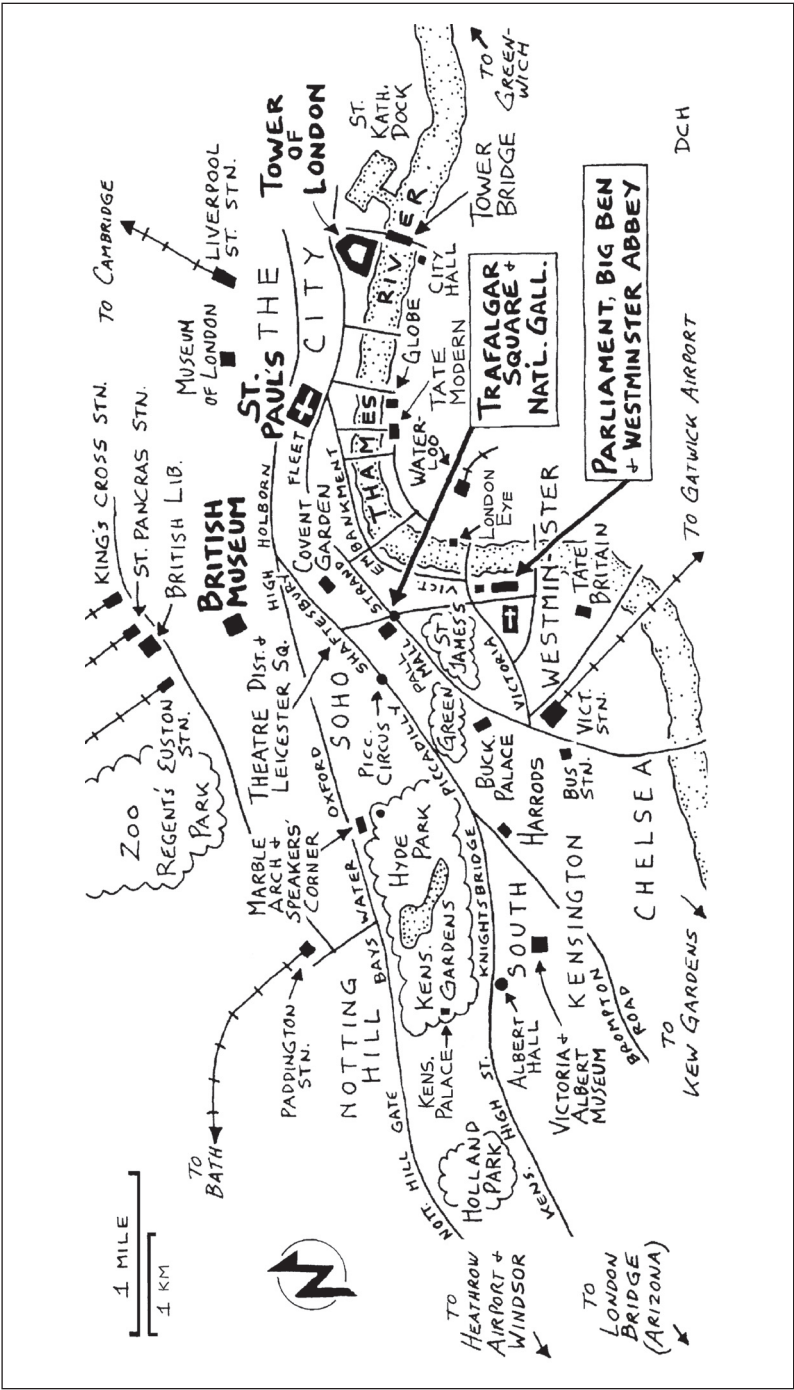 1 MILE
1 KM
N
TO
BATH
PADDINGTON
STN.
NOTTING
HILL
NOTT. HILL GATE
BAYSWATER
KENS.
PALACE
KENS.
GARDENS
HYDE
PARK
HOLLAND
PARK
KENS. HIGH ST.
KNIGHTSBRIDGE
ALBERT
HALL
SOUTH
KENSINGTON
VICTORIA +
ALBERT
MUSEUM
BROMPTON
ROAD
TO
HEATHROW
AIRPORT +
WINDSOR
TO
LONDON
BRIDGE
(ARIZONA)
TO
KEW GARDENS
ZOO
REGENT'S
PARK
EUSTON
STN.
MARBLE
ARCH +
SPEAKERS'
CORNER
THEATRE DIST. +
LEICESTER SQ.
OXFORD
SOHO
SHAFTESBURY
PICC.
CIRCUS
PICCADILLY
GREEN
PALL
MALL
ST
JAMES'S
BUCK.
PALACE
HARRODS
BUS
STN.
VICT.
STN.
CHELSEA
VICTORIA
WESTMINSTER
TATE
BRITAIN
TO GATWICK AIRPORT
KING'S CROSS STN.
ST. PANCRAS STN.
BRITISH LIB.
BRITISH
MUSEUM
HIGH HOLBORN
COVENT
GARDEN
STRAND
EMBANKMENT
FLEET
VICT.
LONDON
EYE
WATER-
LOO
TATE
MODERN
GLOBE
RIVER
THAMES
TO CAMBRIDGE
LIVERPOOL
ST. STN.
MUSEUM
OF LONDON
ST.
PAUL'S
THE
CITY
TOWER
OF
LONDON
ST.
KATH.
DOCK
TO
GREEN-
WICH
TOWER
BRIDGE
CITY
HALL
TRAFALGAR
SQUARE +
NAT'L. GALL.
PARLIAMENT, BIG BEN
+ WESTMINSTER ABBEY
DCH